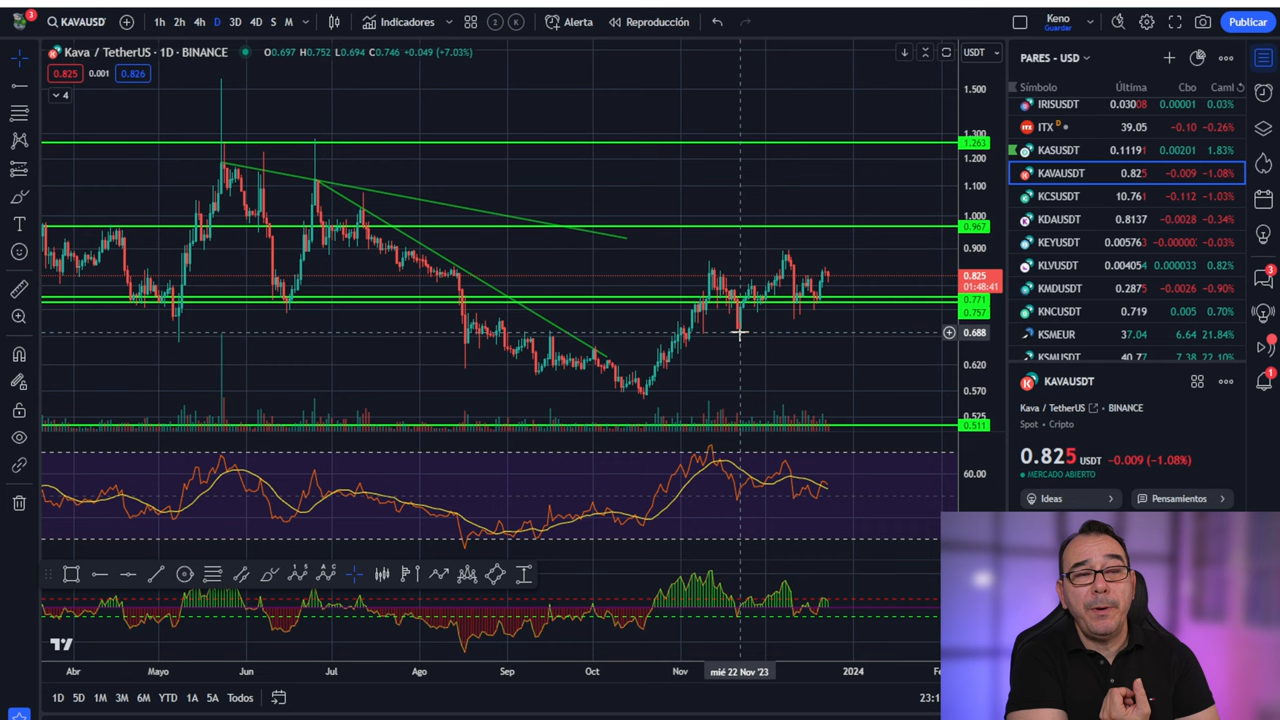 3
KAVAUSDT
1h 2h 4h D 3D 4D S M
Indicadores
2 K
Alerta
Reproducción
Keno
Guardar
Publicar
Kava / TetherUS · 1D · BINANCE
O0.697 H0.752 L0.694 C0.746 +0.049 (+7.03%)
0.825 0.001 0.826
4
USDT
1.500
1.300
1.263
1.200
1.100
1.000
0.967
0.900
0.825
01:48:41
0.771
0.757
0.688
0.620
0.570
0.525
0.511
60.00
Abr Mayo Jun Jul Ago Sep Oct Nov mié 22 Nov '23 2024
1D 5D 1M 3M 6M YTD 1A 5A Todos
PARES - USD
Símbolo Última Cbo
IRISUSDT 0.03008 0.00001 0.03%
ITX D 39.05 −0.10 −0.26%
KASUSDT 0.11191 0.00201 1.83%
KAVAUSDT 0.825 −0.009 −1.08%
KCSUSDT 10.761 −0.112 −1.03%
KDAUSDT 0.8137 −0.0028 −0.34%
KEYUSDT 0.005763 −0.00000 −0.03%
KLVUSDT 0.004054 0.000033 0.82%
KMDUSDT 0.2875 −0.0026 −0.90%
KNCUSDT 0.719 0.005 0.70%
KSMEUR 37.04 6.64 21.84%
KSMUSDT 40.77 7.38 22.10%
KAVAUSDT
Kava / TetherUS · BINANCE
Spot · Cripto
0.825 USDT −0.009 (−1.08%)
MERCADO ABIERTO
Ideas
Pensamientos
3
1